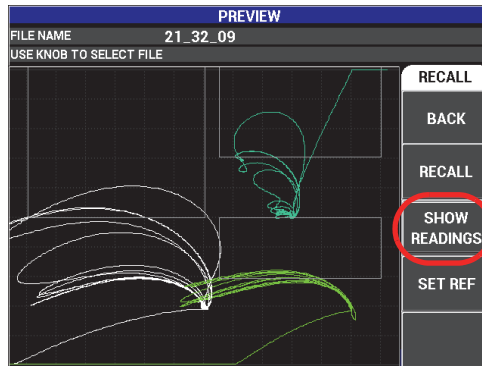 PREVIEW
FILE NAME 21_32_09
USE KNOB TO SELECT FILE
RECALL
BACK
RECALL
SHOW
READINGS
SET REF